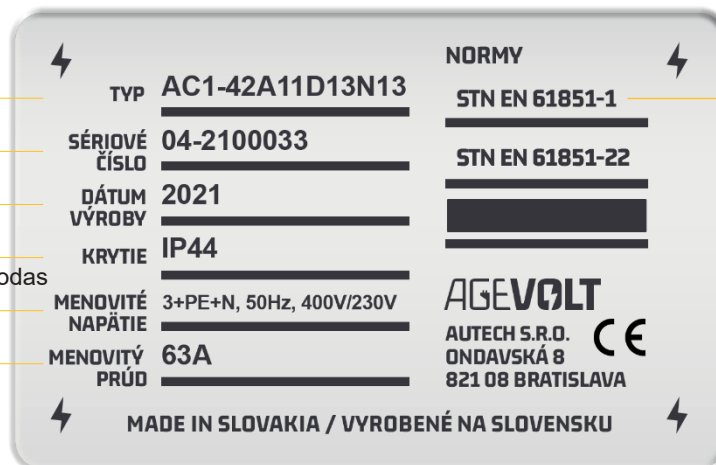 TYP AC1-42A11D13N13
SÉRIOVÉ ČÍSLO 04-2100033
DÁTUM VÝROBY 2021
KRYTIE IP44
odas
MENOVITÉ NAPÄTIE 3+PE+N, 50Hz, 400V/230V
MENOVITÝ PRÚD 63A
NORMY
STN EN 61851-1
STN EN 61851-22
AGEVOLT
AUTECH S.R.O.
ONDAVSKÁ 8
821 08 BRATISLAVA
CE
MADE IN SLOVAKIA / VYROBENÉ NA SLOVENSKU